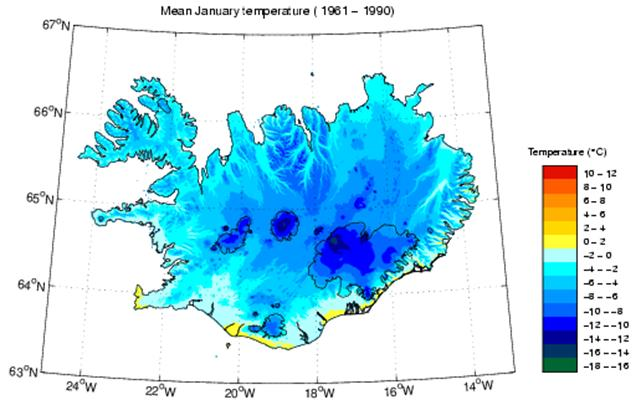 Mean January temperature ( 1961 – 1990)
67°N
66°N
65°N
64°N
63°N
24°W
22°W
20°W
18°W
16°W
14°W
Temperature (°C)
10 – 12
8 – 10
6 – 8
4 – 6
2 – 4
0 – 2
-2 – 0
-4 – -2
-6 – -4
-8 – -6
-10 – -8
-12 – -10
-14 – -12
-16 – -14
-18 – -16